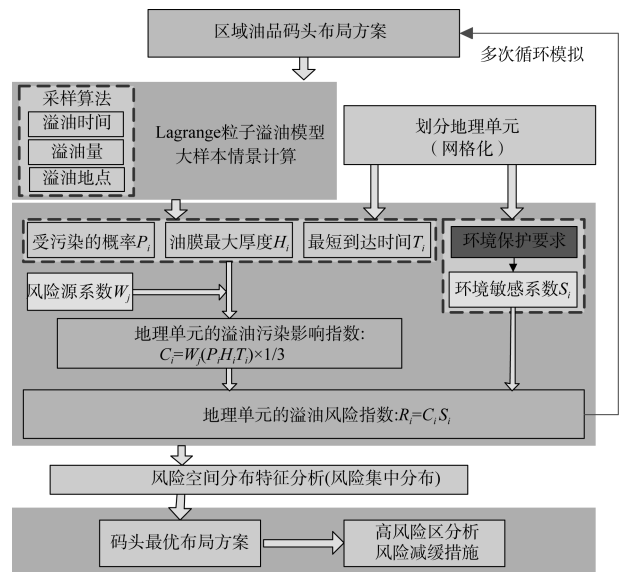 区域油品码头布局方案
多次循环模拟
采样算法
溢油时间
溢油量
溢油地点
Lagrange粒子溢油模型
大样本情景计算
划分地理单元
(网格化)
受污染的概率Pi
油膜最大厚度Hi
最短到达时间Ti
环境保护要求
风险源系数Wj
环境敏感系数Si
地理单元的溢油污染影响指数:
Ci=Wj(PiHiTi)×1/3
地理单元的溢油风险指数:Ri=CiSi
风险空间分布特征分析(风险集中分布)
码头最优布局方案
高风险区分析
风险减缓措施